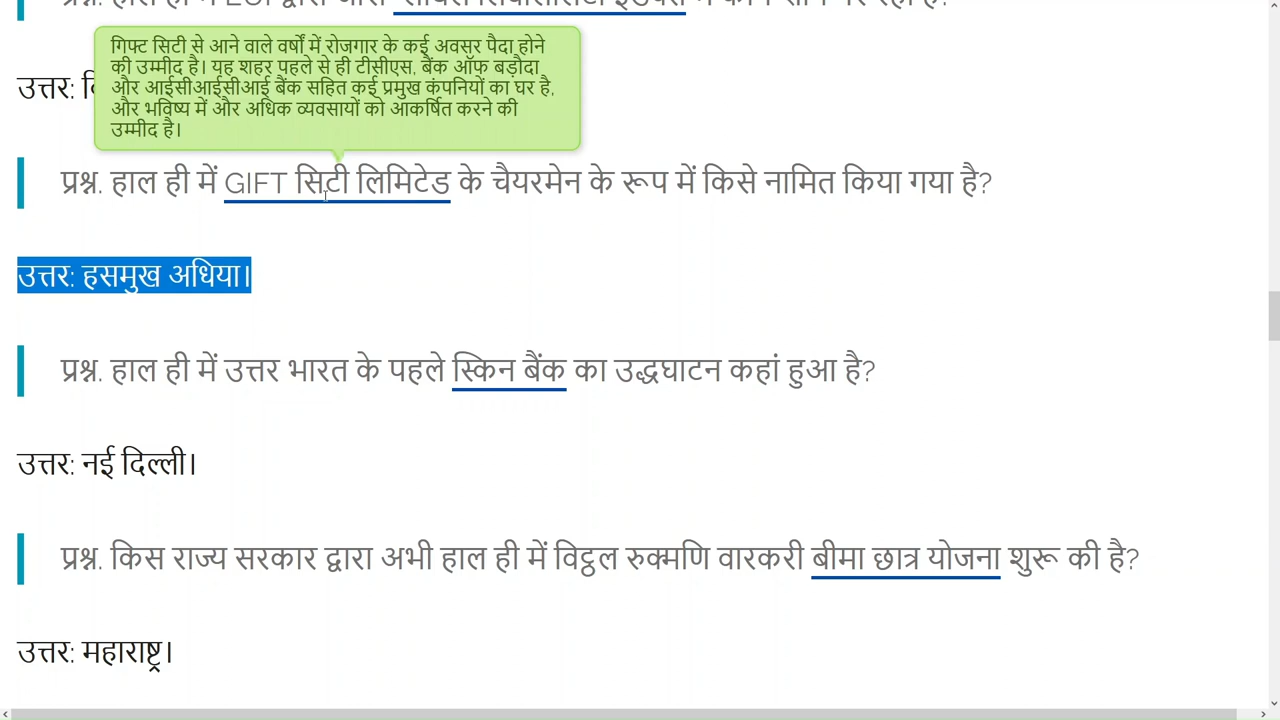 गिफ्ट सिटी से आने वाले वर्षों में रोजगार के कई अवसर पैदा होने
की उम्मीद है। यह शहर पहले से ही टीसीएस, बैंक ऑफ बड़ौदा
और आईसीआईसीआई बैंक सहित कई प्रमुख कंपनियों का घर है,
और भविष्य में और अधिक व्यवसायों को आकर्षित करने की
उम्मीद है।
उत्तर:
प्रश्न. हाल ही में GIFT सिटी लिमिटेड के चैयरमेन के रूप में किसे नामित किया गया है?
उत्तर: हसमुख अधिया।
प्रश्न. हाल ही में उत्तर भारत के पहले स्किन बैंक का उद्धघाटन कहां हुआ है?
उत्तर: नई दिल्ली।
प्रश्न. किस राज्य सरकार द्वारा अभी हाल ही में विट्ठल रुक्मणि वारकरी बीमा छात्र योजना शुरू की है?
उत्तर: महाराष्ट्र।